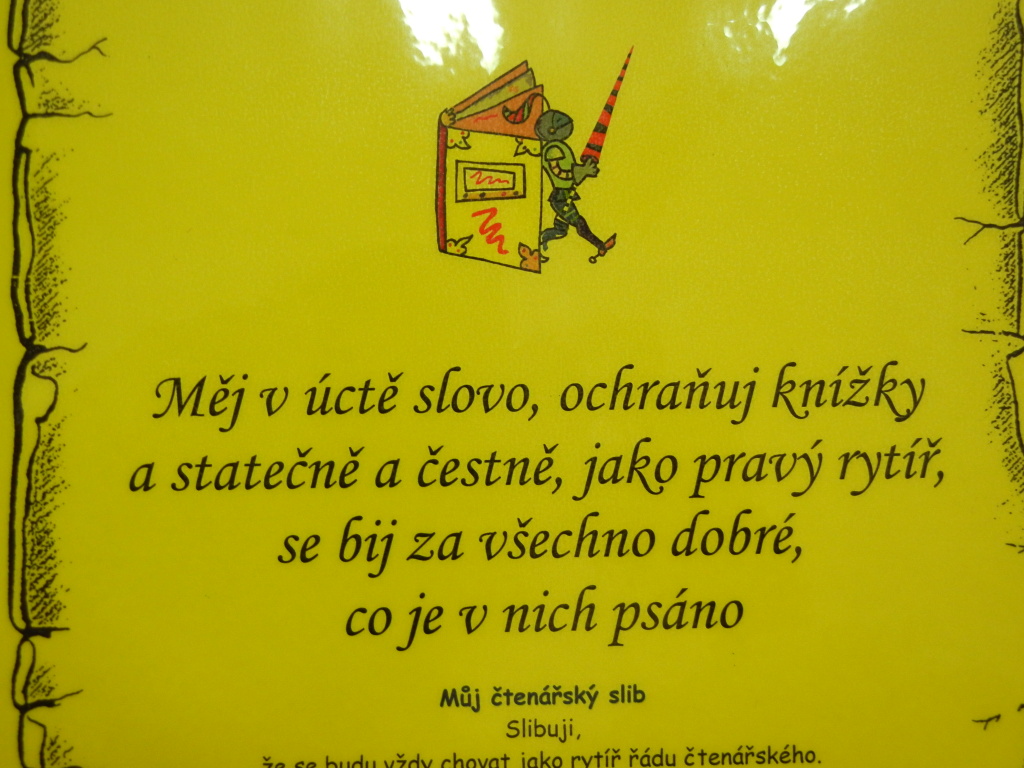 Měj v úctě slovo, ochraňuj knížky
a statečně a čestně, jako pravý rytíř,
se bij za všechno dobré,
co je v nich psáno
Můj čtenářský slib
Slibuji,
že se budu vždy chovat jako rytíř řádu čtenářského.